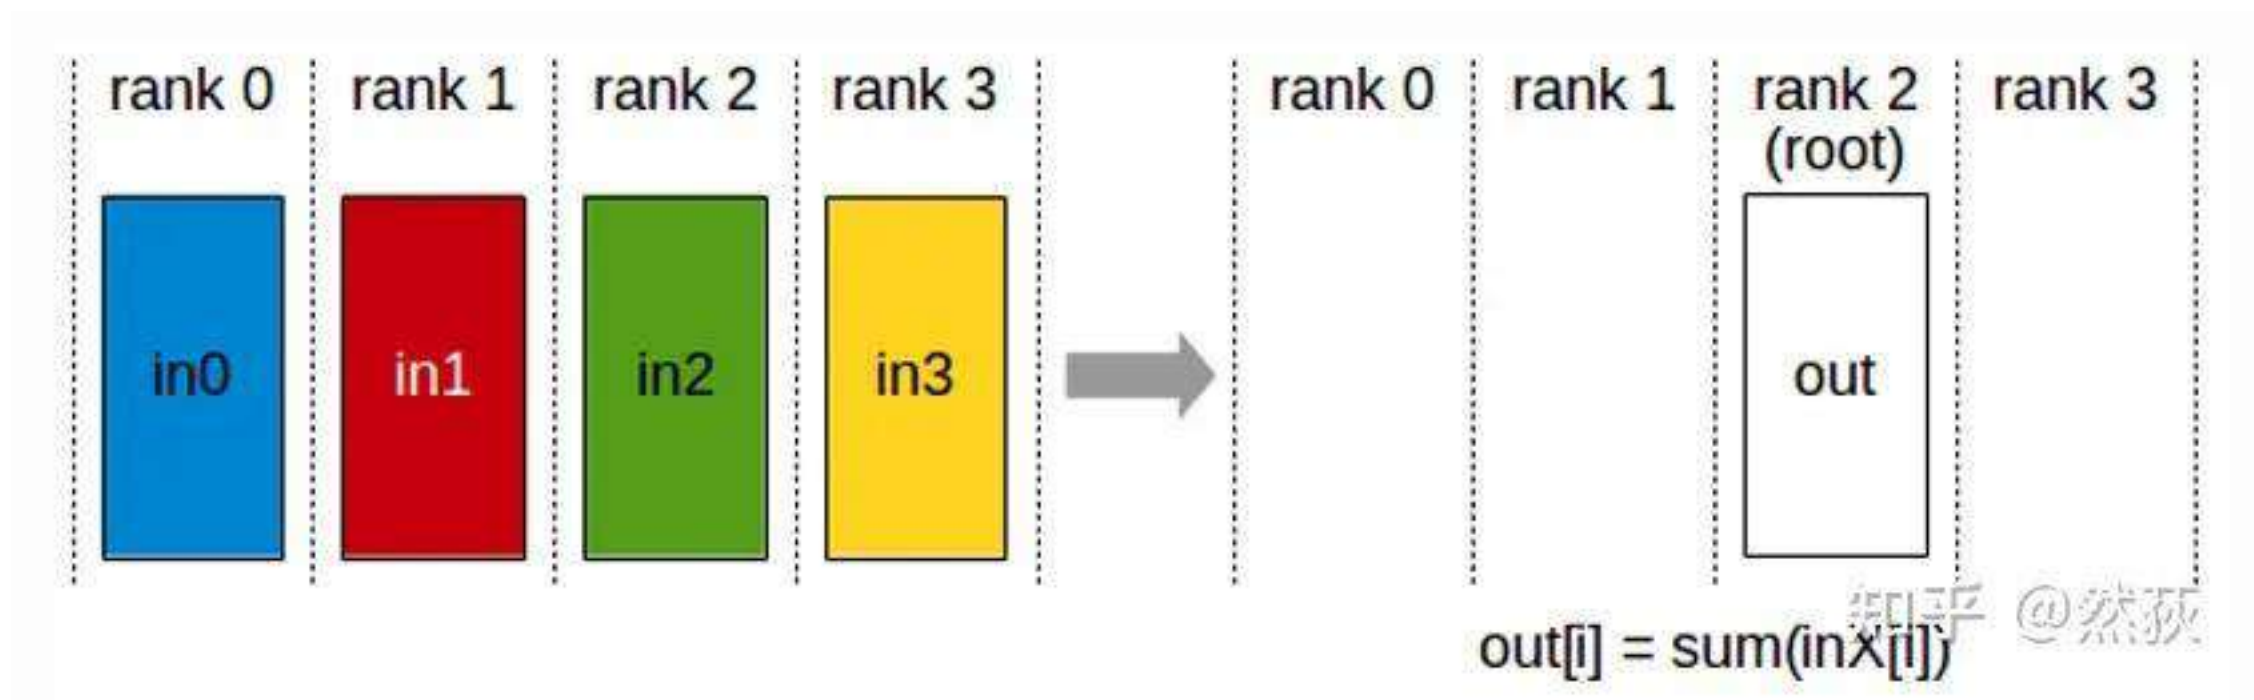 rank 0 rank 1 rank 2 rank 3 rank 0 rank 1 rank 2 rank 3
(root)
in0 in1 in2 in3 out
out[i] = sum(inX[i])
知乎 @然荻